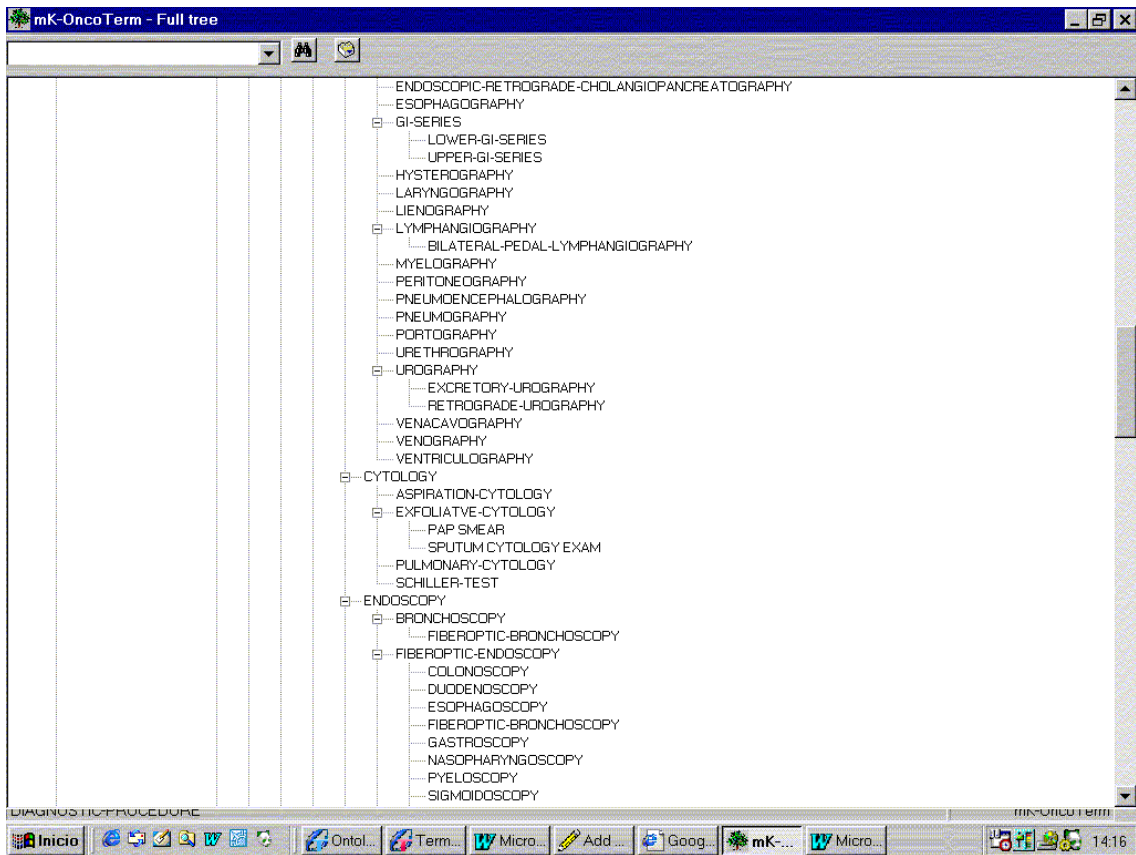 mK-OncoTerm - Full tree
ENDOSCOPIC-RETROGRADE-CHOLANGIOPANCREATOGRAPHY
ESOPHAGOGRAPHY
GI-SERIES
LOWER-GI-SERIES
UPPER-GI-SERIES
HYSTEROGRAPHY
LARYNGOGRAPHY
LIENOGRAPHY
LYMPHANGIOGRAPHY
BILATERAL-PEDAL-LYMPHANGIOGRAPHY
MYELOGRAPHY
PERITONEOGRAPHY
PNEUMOENCEPHALOGRAPHY
PNEUMOGRAPHY
PORTOGRAPHY
URETHROGRAPHY
UROGRAPHY
EXCRETORY-UROGRAPHY
RETROGRADE-UROGRAPHY
VENACAVOGRAPHY
VENOGRAPHY
VENTRICULOGRAPHY
CYTOLOGY
ASPIRATION-CYTOLOGY
EXFOLIATVE-CYTOLOGY
PAP SMEAR
SPUTUM CYTOLOGY EXAM
PULMONARY-CYTOLOGY
SCHILLER-TEST
ENDOSCOPY
BRONCHOSCOPY
FIBEROPTIC-BRONCHOSCOPY
FIBEROPTIC-ENDOSCOPY
COLONOSCOPY
DUODENOSCOPY
ESOPHAGOSCOPY
FIBEROPTIC-BRONCHOSCOPY
GASTROSCOPY
NASOPHARYNGOSCOPY
PYELOSCOPY
SIGMOIDOSCOPY
DIAGNOSTIC-PROCEDURE mK-OncoTerm
Inicio Ontol... Term... Micro... Add ... Goog... mK-... Micro... 14:16